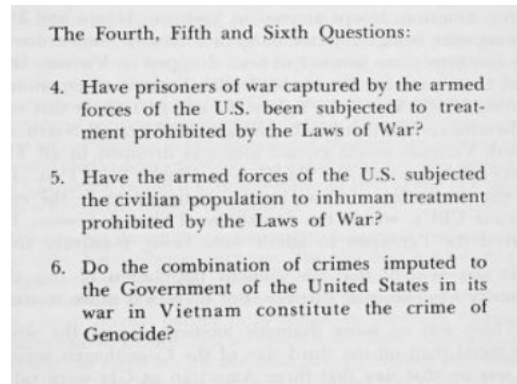 The Fourth, Fifth and Sixth Questions:
4. Have prisoners of war captured by the armed
forces of the U.S. been subjected to treat-
ment prohibited by the Laws of War?
5. Have the armed forces of the U.S. subjected
the civilian population to inhuman treatment
prohibited by the Laws of War?
6. Do the combination of crimes imputed to
the Government of the United States in its
war in Vietnam constitute the crime of
Genocide?